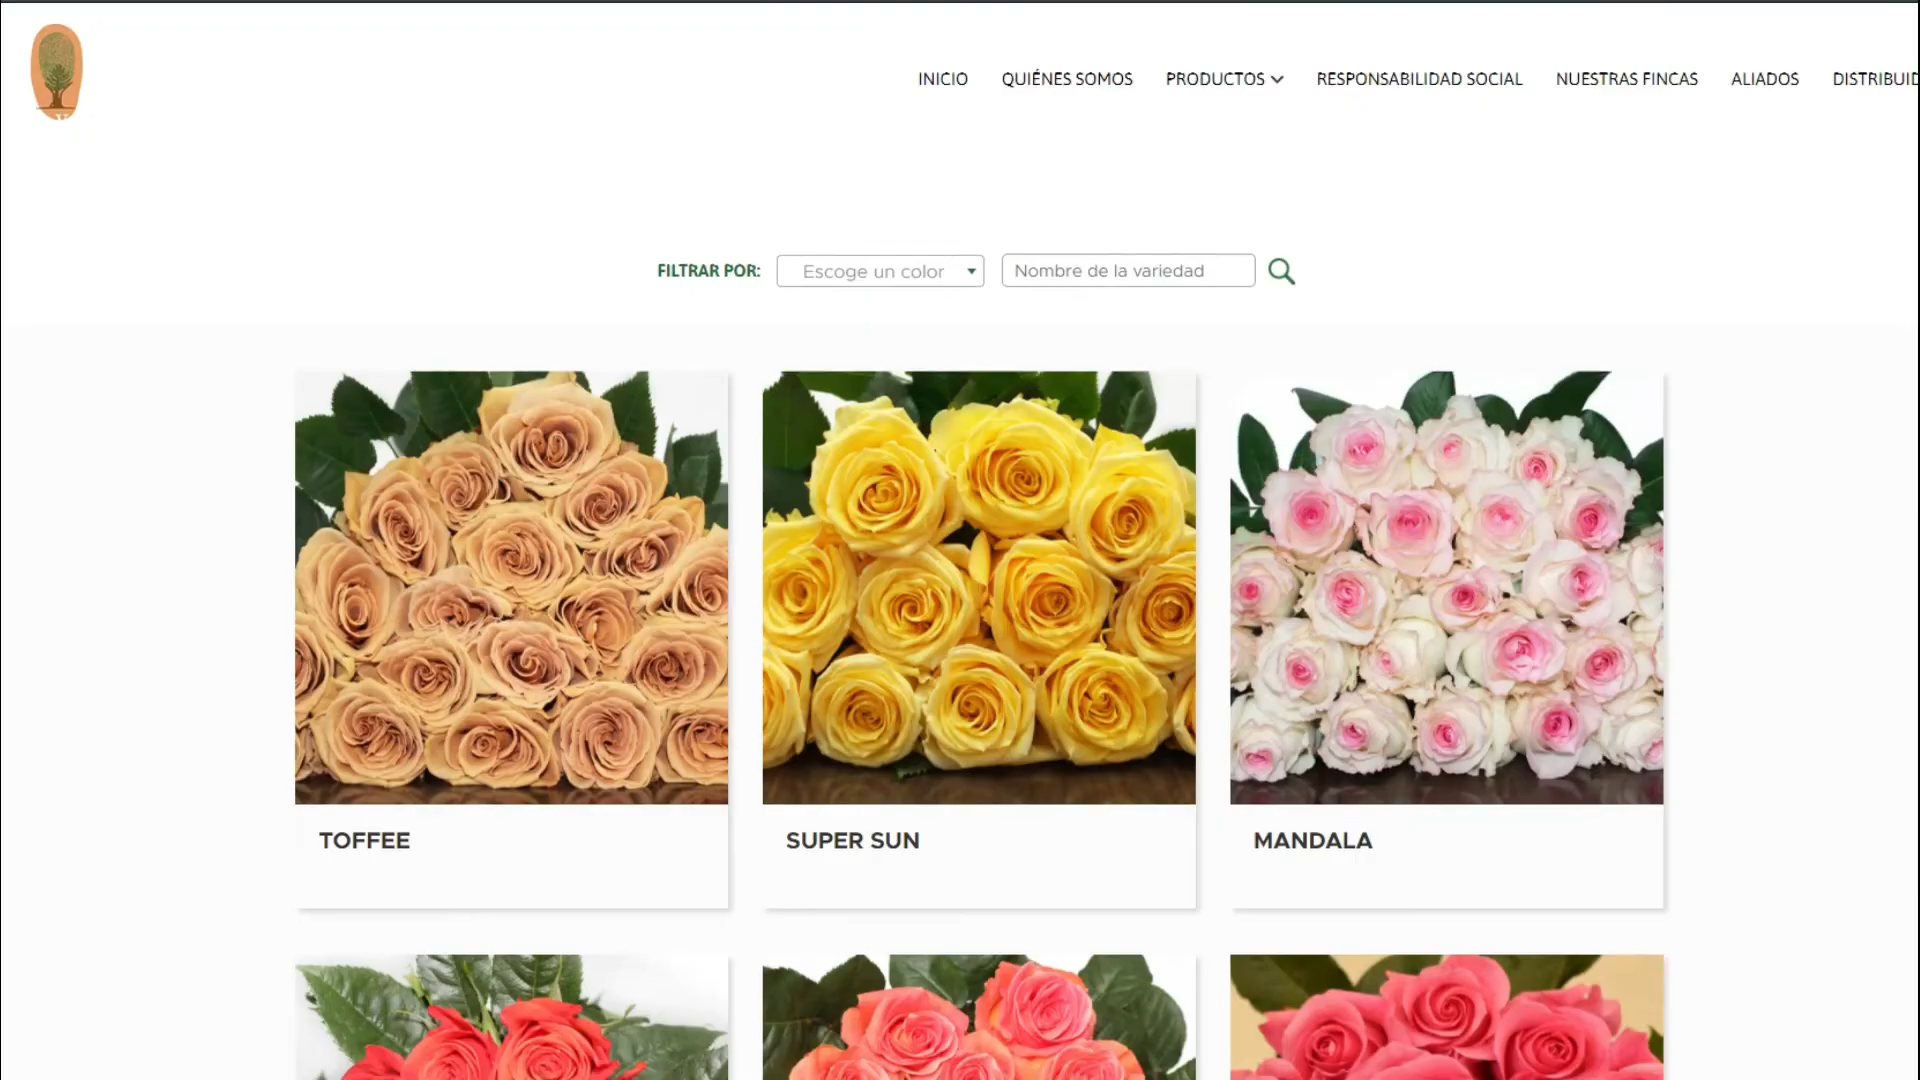 INICIO QUIÉNES SOMOS PRODUCTOS RESPONSABILIDAD SOCIAL NUESTRAS FINCAS ALIADOS DISTRIBUID
FILTRAR POR: Escoge un color Nombre de la variedad
TOFFEE SUPER SUN MANDALA